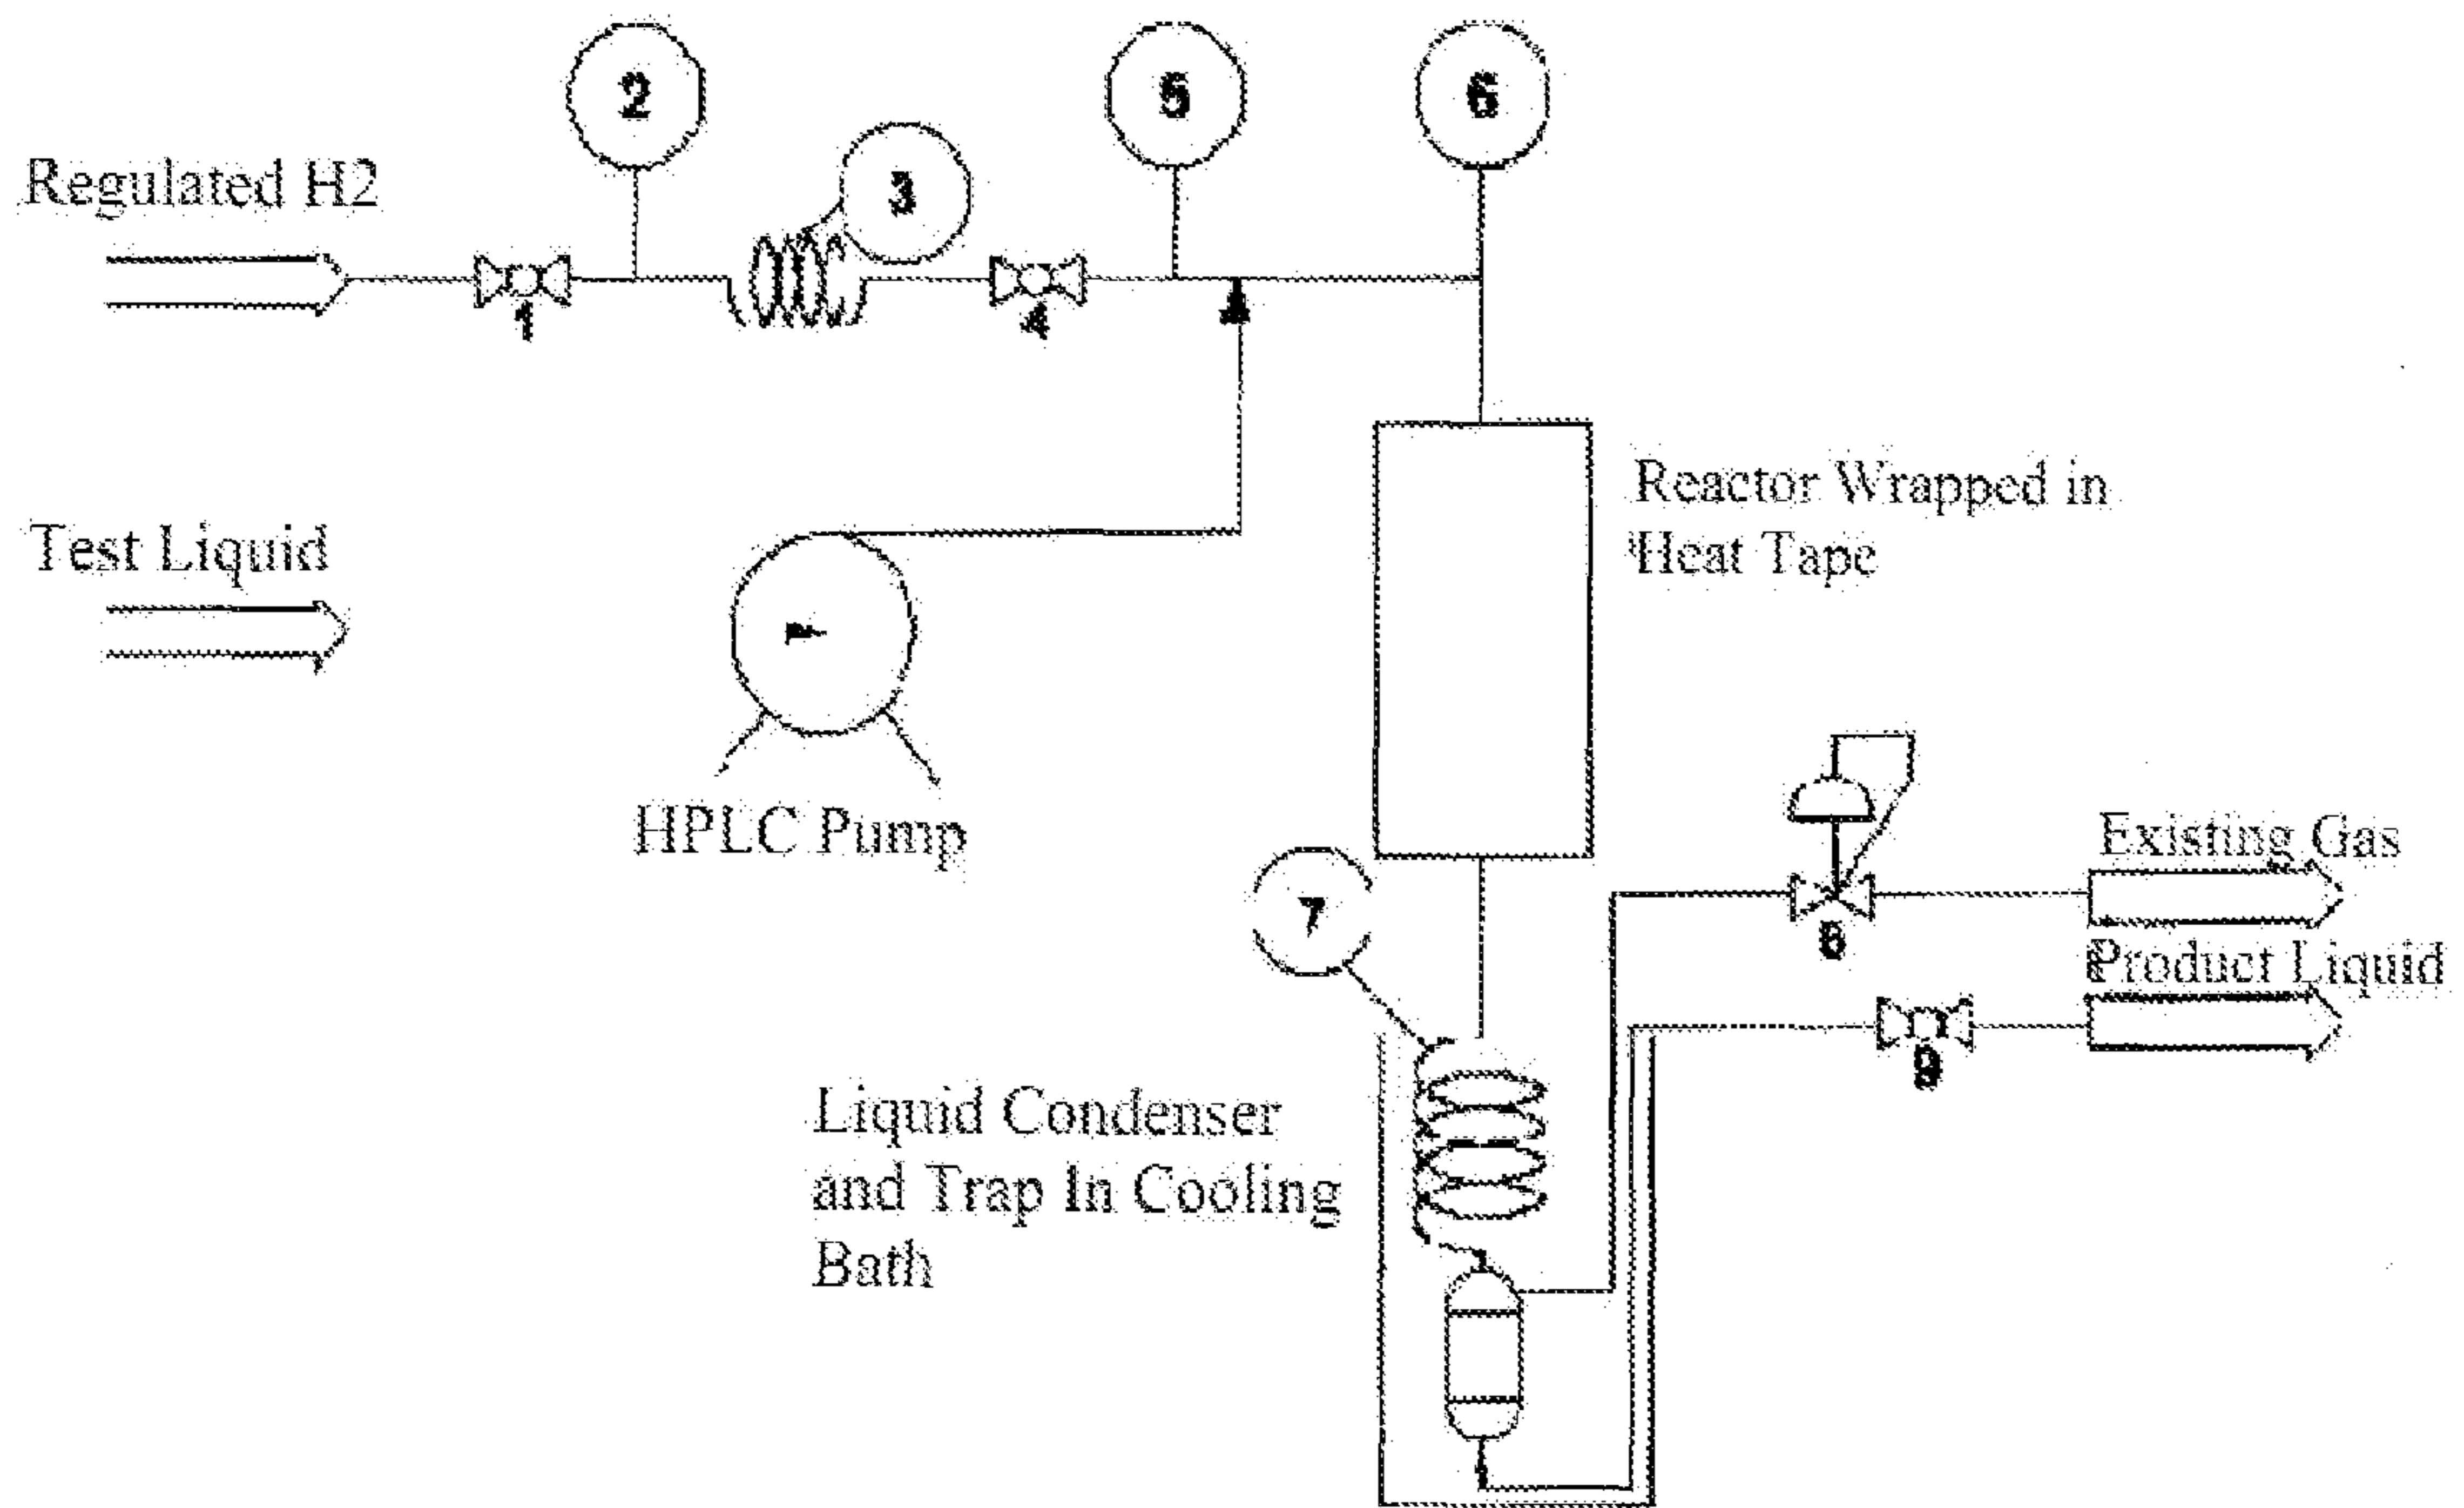 2
5
6
3
Regulated H2
1
4
Reactor Wrapped in
Heat Tape
Test Liquid
HPLC Pump
Existing Gas
7
Product Liquid
9
Liquid Condenser
and Trap In Cooling
Bath